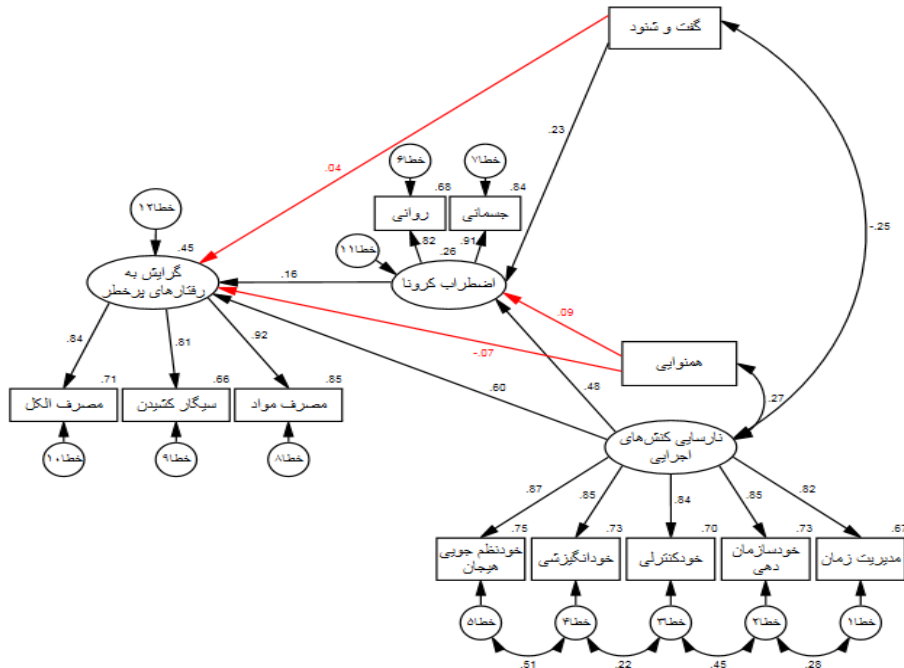 گفت و شنود
.04
.23
-.25
خطا۶
خطا۷
.68
.84
روانی
جسمانی
.82
.91
خطا۱۲
.45
خطا۱۱
.26
گرایش به
رفتارهای پرخطر
.16
اضطراب کرونا
.09
-.07
همنوایی
.27
.84
.81
.92
.60
.48
نارسایی کنش‌های
اجرایی
.71
.66
.85
مصرف الکل
سیگار کشیدن
مصرف مواد
خطا۱۰
خطا۹
خطا۸
.87
.85
.84
.85
.82
.75
.73
.70
.73
.67
خودنظم جویی
هیجان
خودانگیزشی
خودکنترلی
خودسازمان
دهی
مدیریت زمان
خطا۵
خطا۴
خطا۳
خطا۲
خطا۱
.51
.22
.45
.28